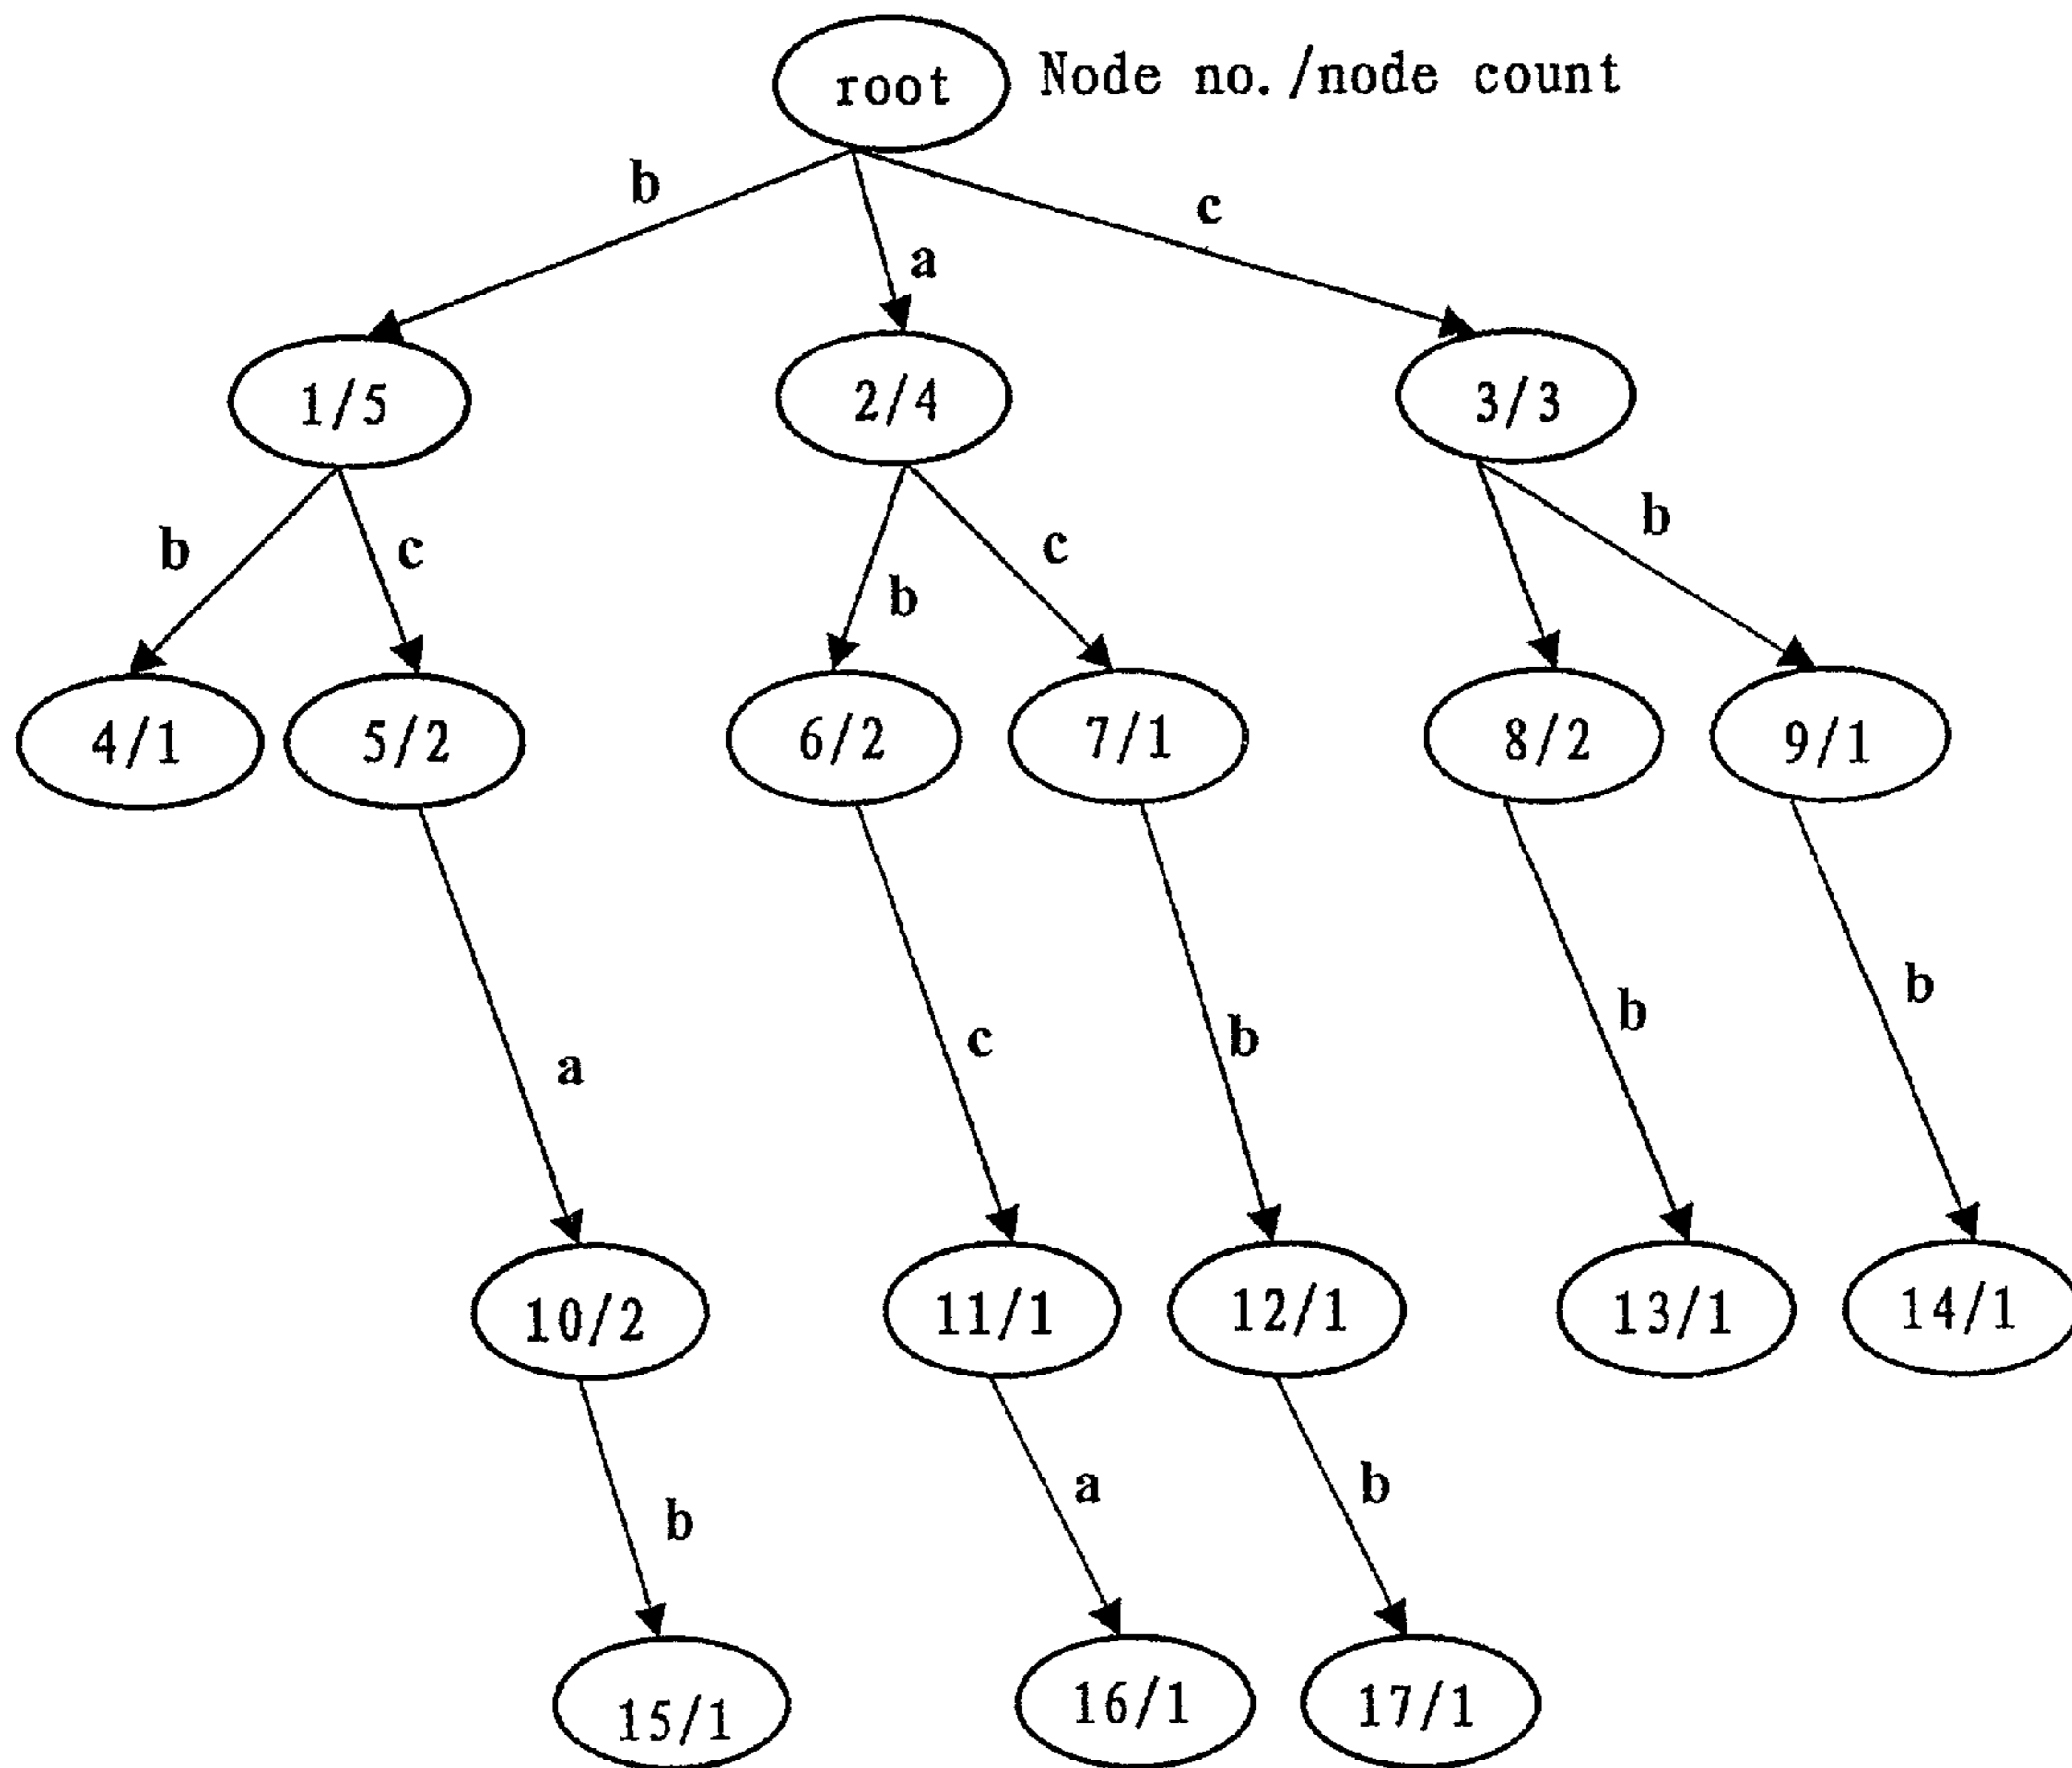 root Node no./node count
b a c
1/5 2/4 3/3
b c b c b
4/1 5/2 6/2 7/1 8/2 9/1
a c b b b
10/2 11/1 12/1 13/1 14/1
b a b
15/1 16/1 17/1